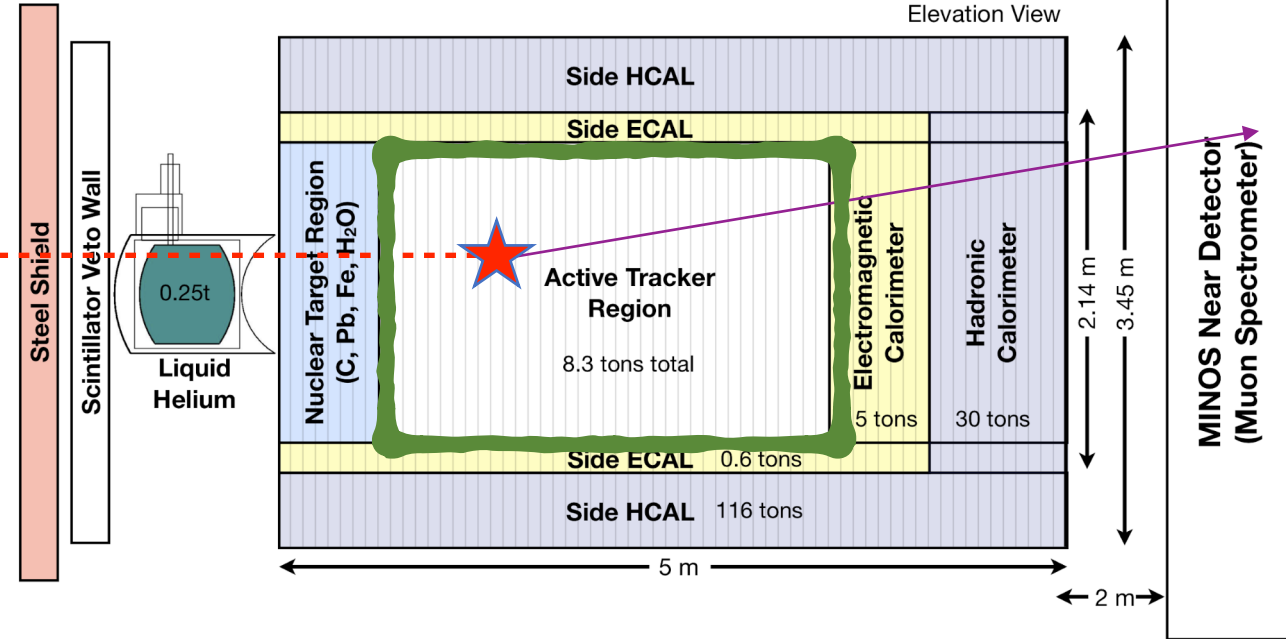 Elevation View
Side HCAL
Side ECAL
Steel Shield
Scintillator Veto Wall
0.25t
Liquid
Helium
Nuclear Target Region
(C, Pb, Fe, H₂O)
Active Tracker
Region
8.3 tons total
Electromagnetic
Calorimeter
5 tons
Hadronic
Calorimeter
30 tons
2.14 m
3.45 m
MINOS Near Detector
(Muon Spectrometer)
Side ECAL 0.6 tons
Side HCAL 116 tons
5 m
2 m